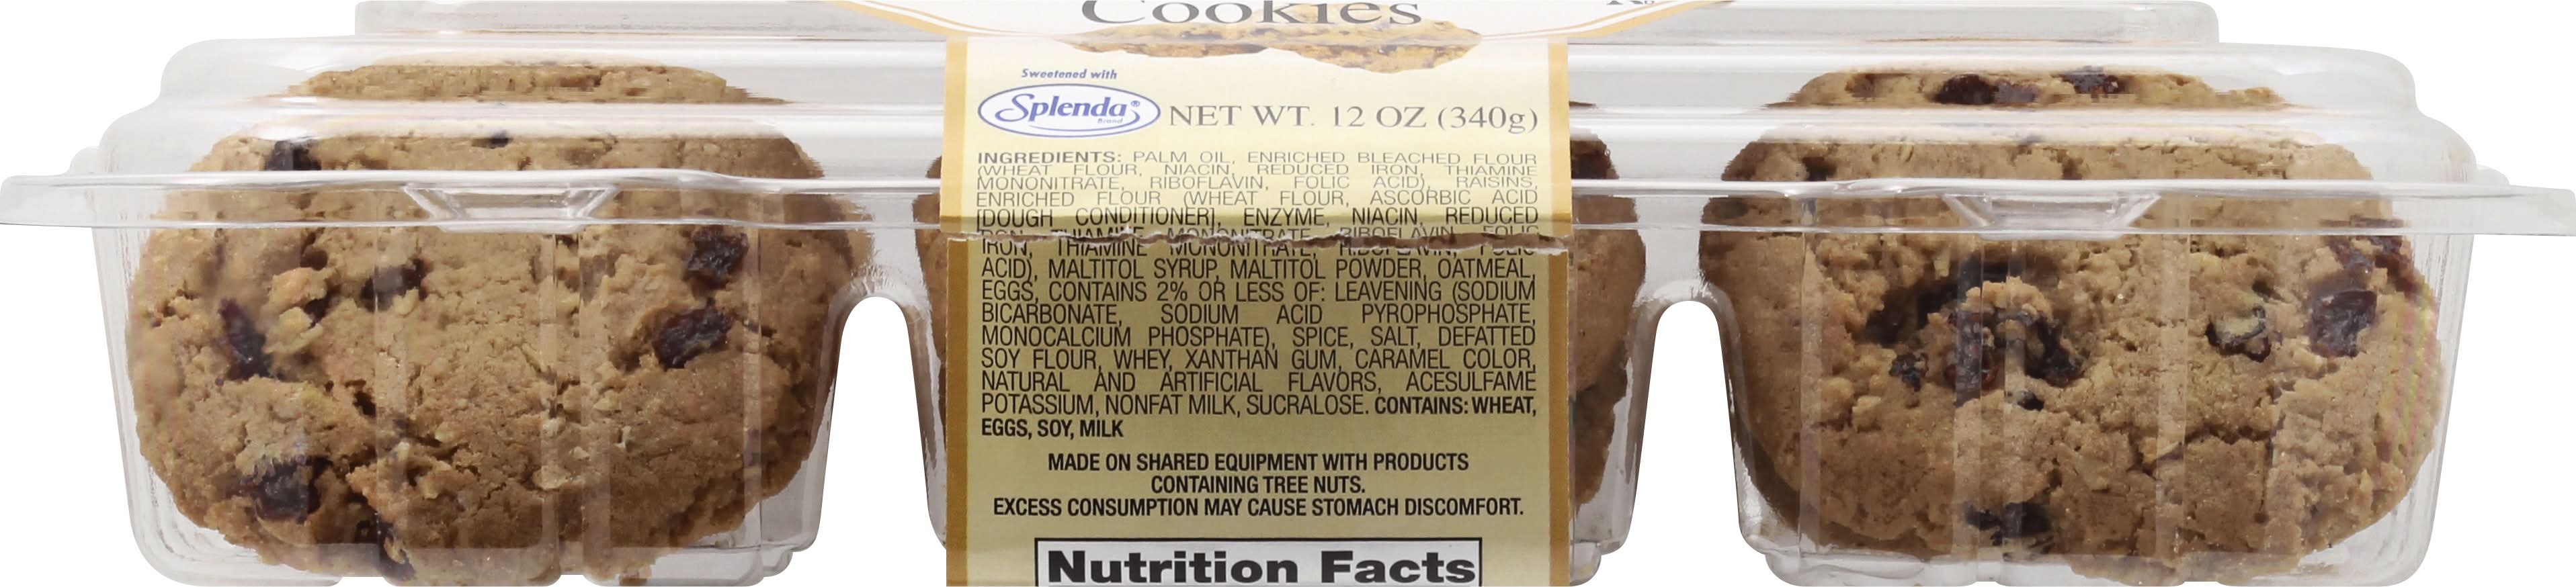 Cookies
Sweetened with
Splenda® Brand
NET WT. 12 OZ (340g)
INGREDIENTS: PALM OIL, ENRICHED BLEACHED FLOUR
(WHEAT FLOUR, NIACIN, REDUCED IRON, THIAMINE
MONONITRATE, RIBOFLAVIN, FOLIC ACID), RAISINS,
ENRICHED FLOUR (WHEAT FLOUR, ASCORBIC ACID
[DOUGH CONDITIONER], ENZYME, NIACIN, REDUCED
IRON, THIAMINE MONONITRATE, RIBOFLAVIN, FOLIC
ACID), MALTITOL SYRUP, MALTITOL POWDER, OATMEAL,
EGGS, CONTAINS 2% OR LESS OF: LEAVENING (SODIUM
BICARBONATE, SODIUM ACID PYROPHOSPHATE,
MONOCALCIUM PHOSPHATE), SPICE, SALT, DEFATTED
SOY FLOUR, WHEY, XANTHAN GUM, CARAMEL COLOR,
NATURAL AND ARTIFICIAL FLAVORS, ACESULFAME
POTASSIUM, NONFAT MILK, SUCRALOSE. CONTAINS: WHEAT,
EGGS, SOY, MILK
MADE ON SHARED EQUIPMENT WITH PRODUCTS
CONTAINING TREE NUTS.
EXCESS CONSUMPTION MAY CAUSE STOMACH DISCOMFORT.
Nutrition Facts